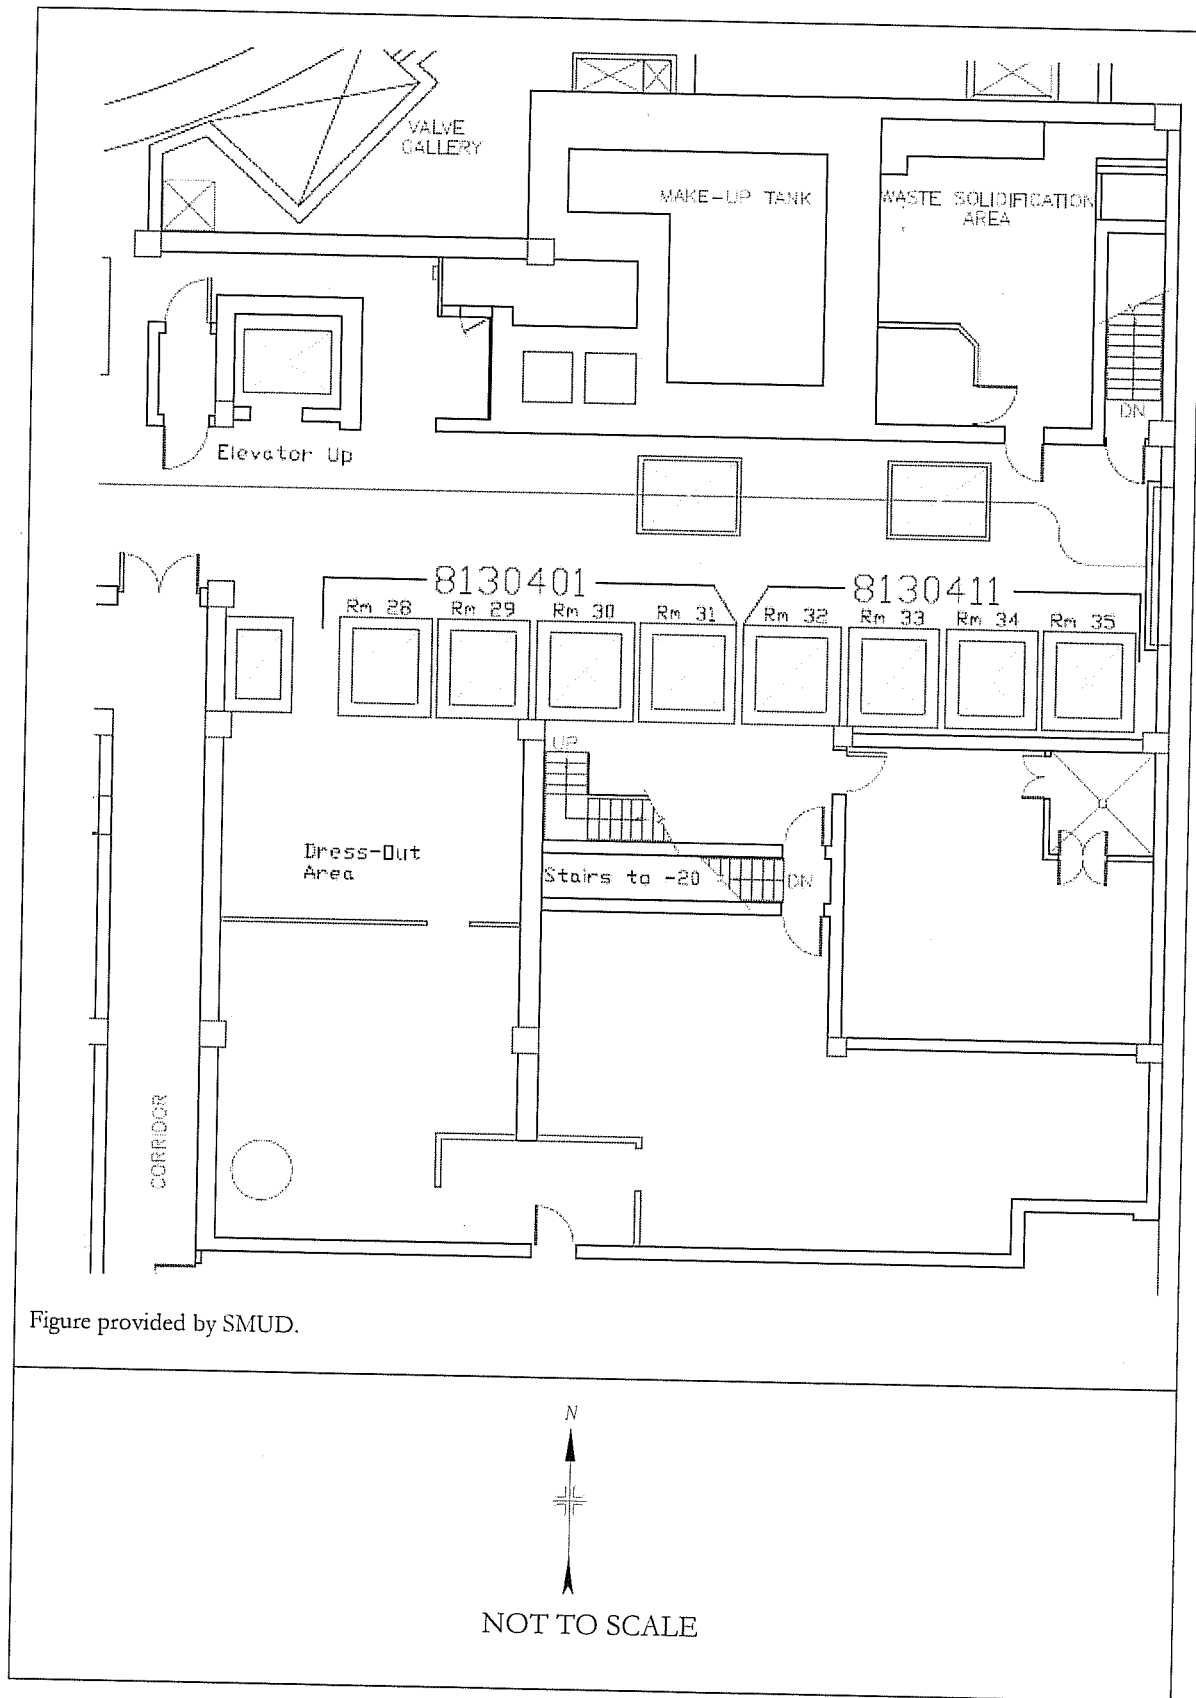 VALVE
GALLERY
MAKE-UP TANK
WASTE SOLIDIFICATION
AREA
DN
Elevator Up
8130401
8130411
Rm 28
Rm 29
Rm 30
Rm 31
Rm 32
Rm 33
Rm 34
Rm 35
UP
Dress-Out
Area
Stairs to -20
DN
CORRIDOR
Figure provided by SMUD.
N
NOT TO SCALE